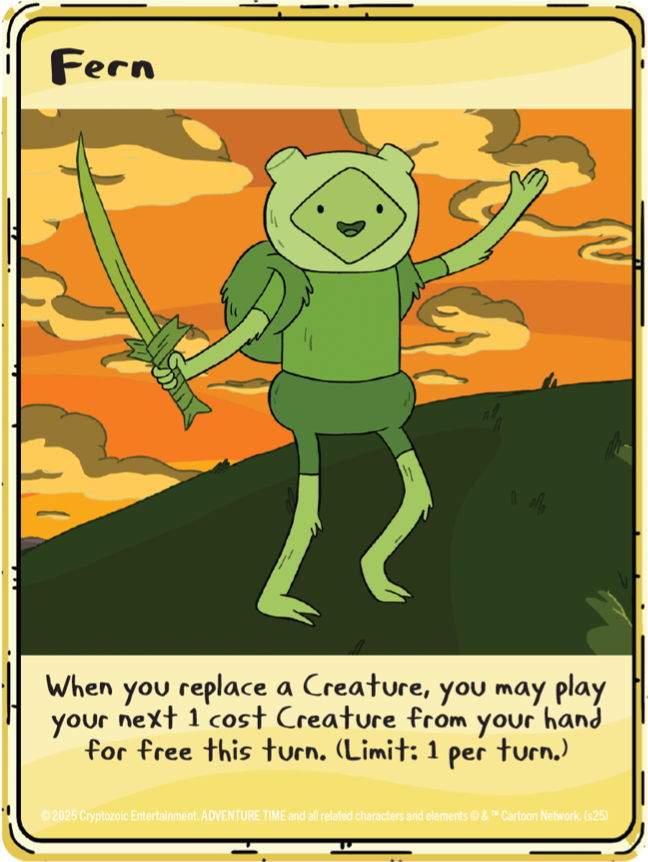 Fern
When you replace a Creature, you may play
your next 1 cost Creature from your hand
for free this turn. (Limit: 1 per turn.)
© 2025 Cryptozoic Entertainment. ADVENTURE TIME and all related characters and elements © & ™ Cartoon Network. (s25)